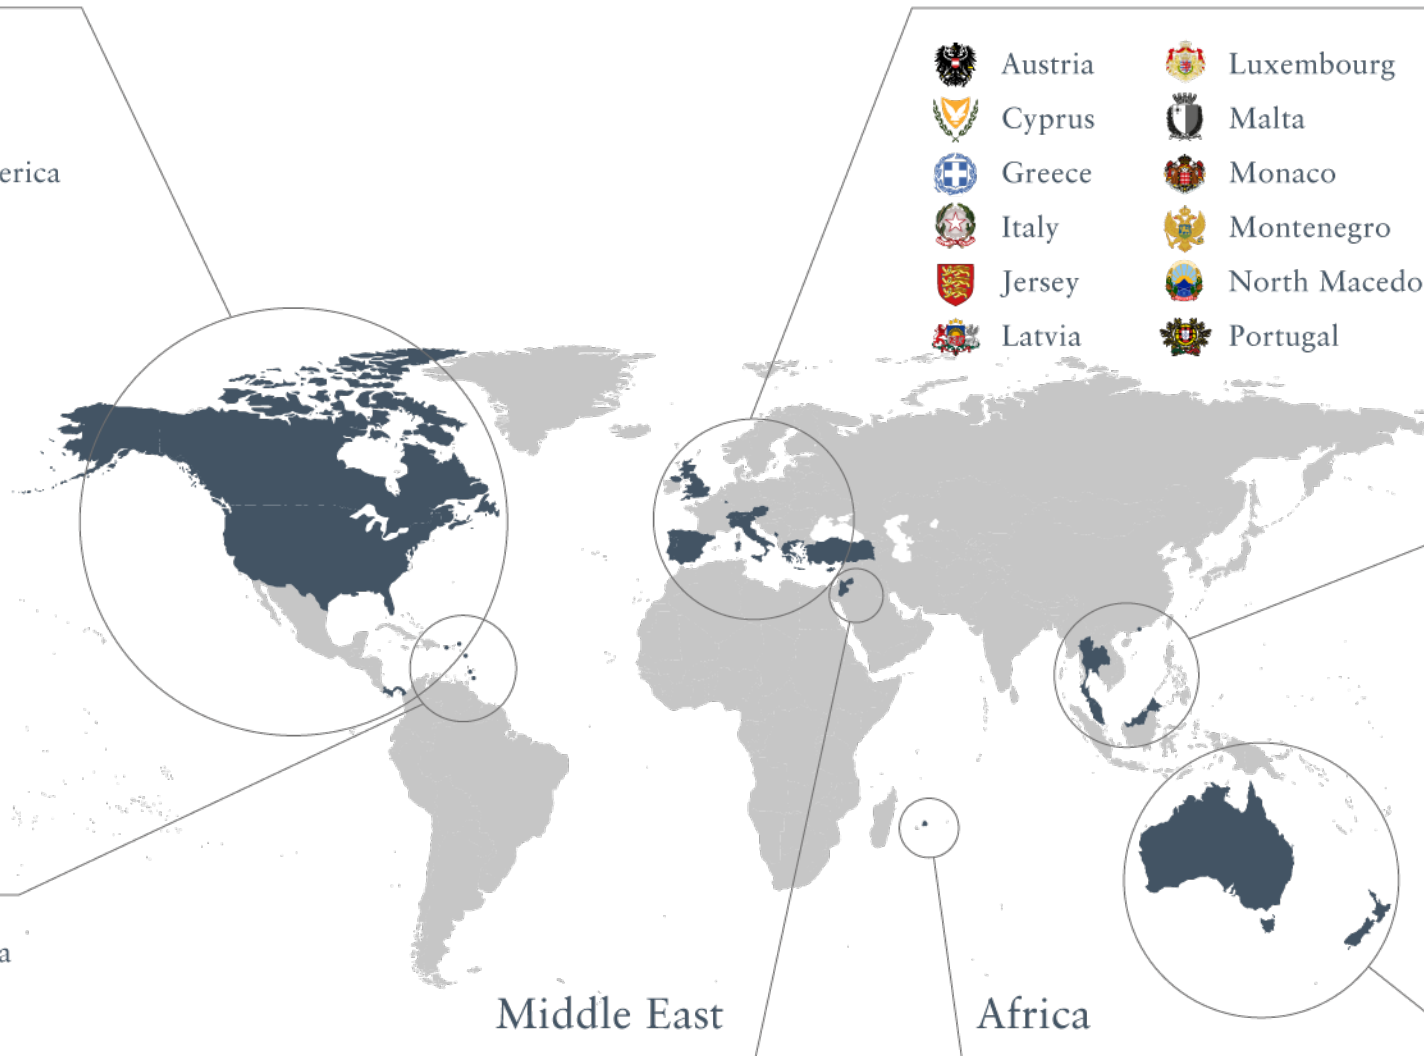 erica
Austria
Cyprus
Greece
Italy
Jersey
Latvia
Luxembourg
Malta
Monaco
Montenegro
North Macedo
Portugal
a
Middle East
Africa